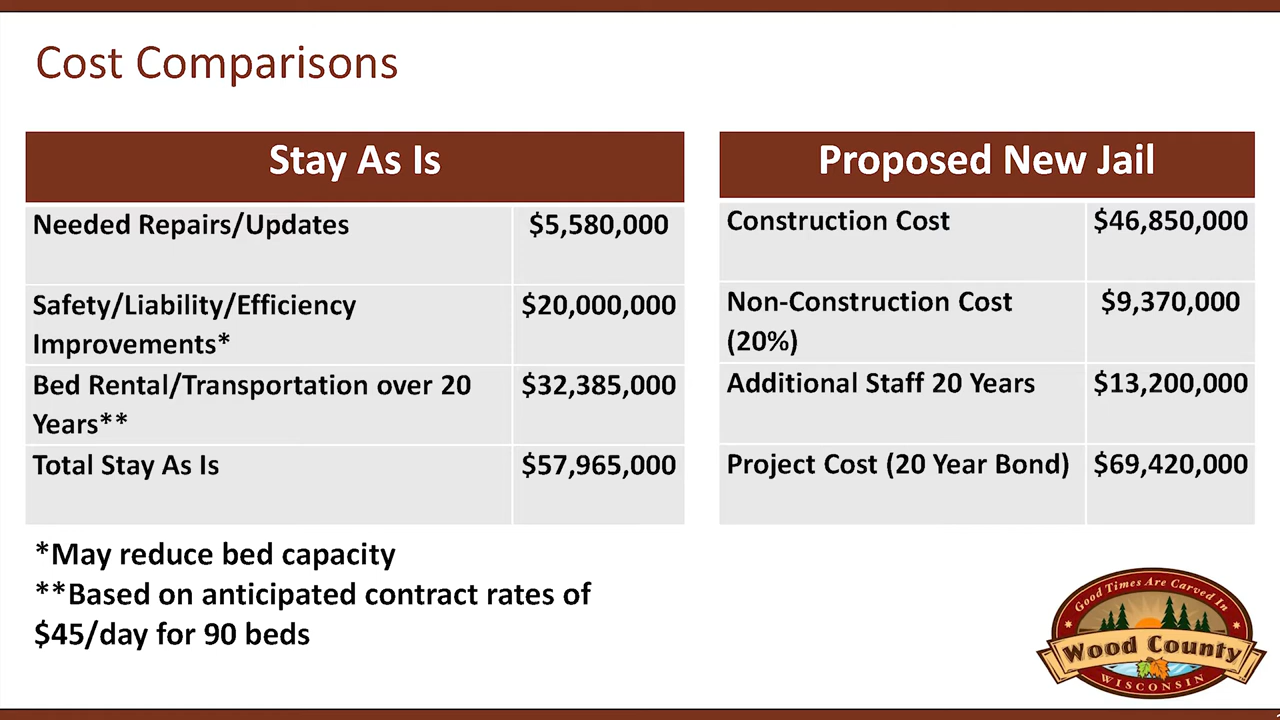 Cost Comparisons
Stay As Is
Needed Repairs/Updates $5,580,000
Safety/Liability/Efficiency $20,000,000
Improvements*
Bed Rental/Transportation over 20 $32,385,000
Years**
Total Stay As Is $57,965,000
*May reduce bed capacity
**Based on anticipated contract rates of
$45/day for 90 beds
Proposed New Jail
Construction Cost $46,850,000
Non-Construction Cost $9,370,000
(20%)
Additional Staff 20 Years $13,200,000
Project Cost (20 Year Bond) $69,420,000
Good Times Are Carved In
Wood County
WISCONSIN